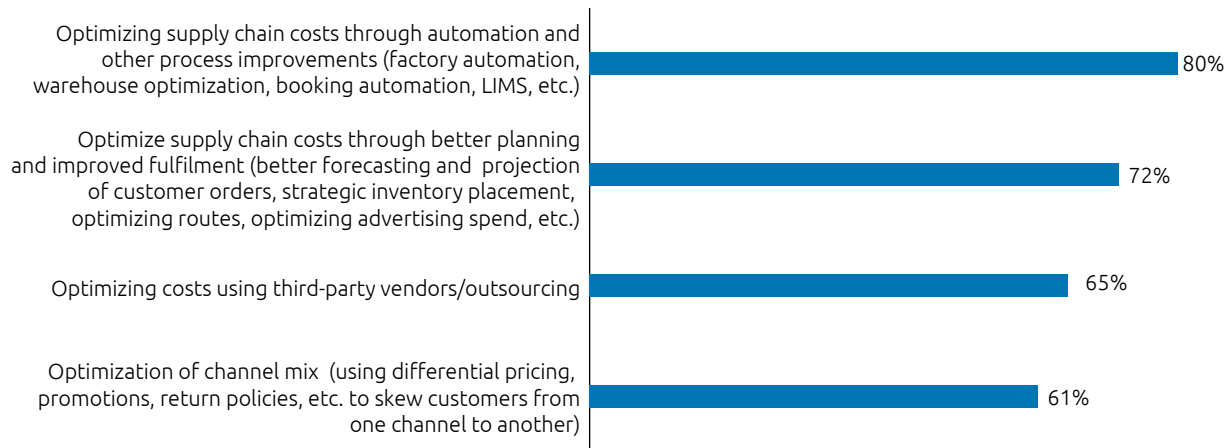 Optimizing supply chain costs through automation and
other process improvements (factory automation,
warehouse optimization, booking automation, LIMS, etc.)
80%
Optimize supply chain costs through better planning
and improved fulfilment (better forecasting and projection
of customer orders, strategic inventory placement,
optimizing routes, optimizing advertising spend, etc.)
72%
Optimizing costs using third-party vendors/outsourcing
65%
Optimization of channel mix (using differential pricing,
promotions, return policies, etc. to skew customers from
one channel to another)
61%